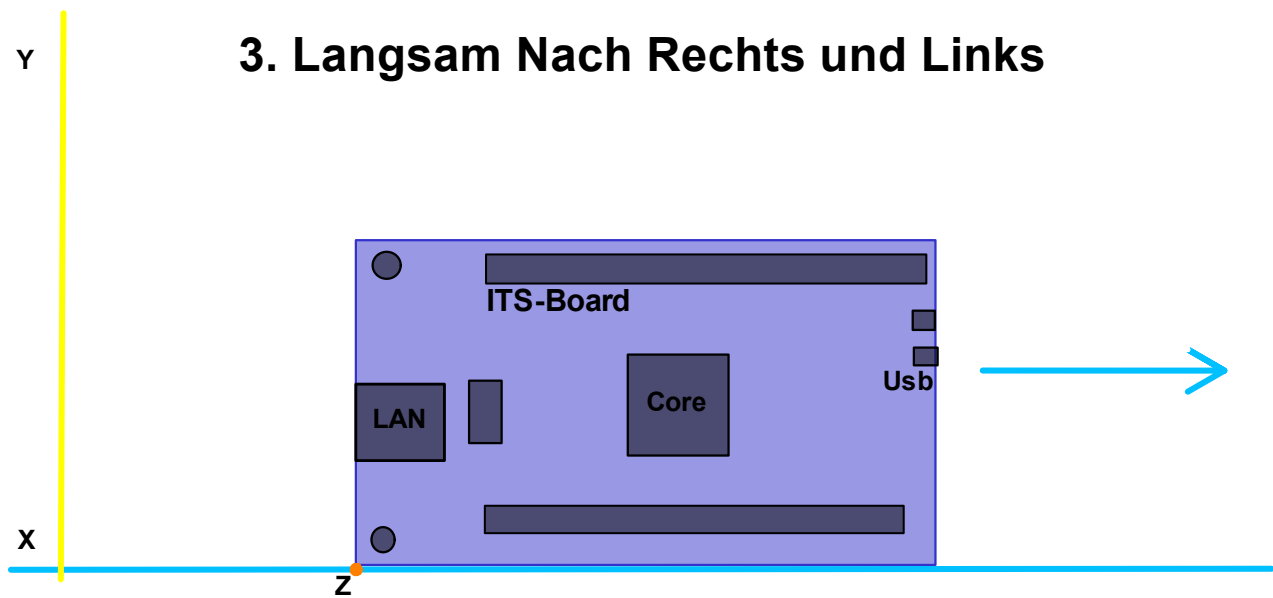 3. Langsam Nach Rechts und Links
Y
ITS-Board
Usb
Core
LAN
X
Z